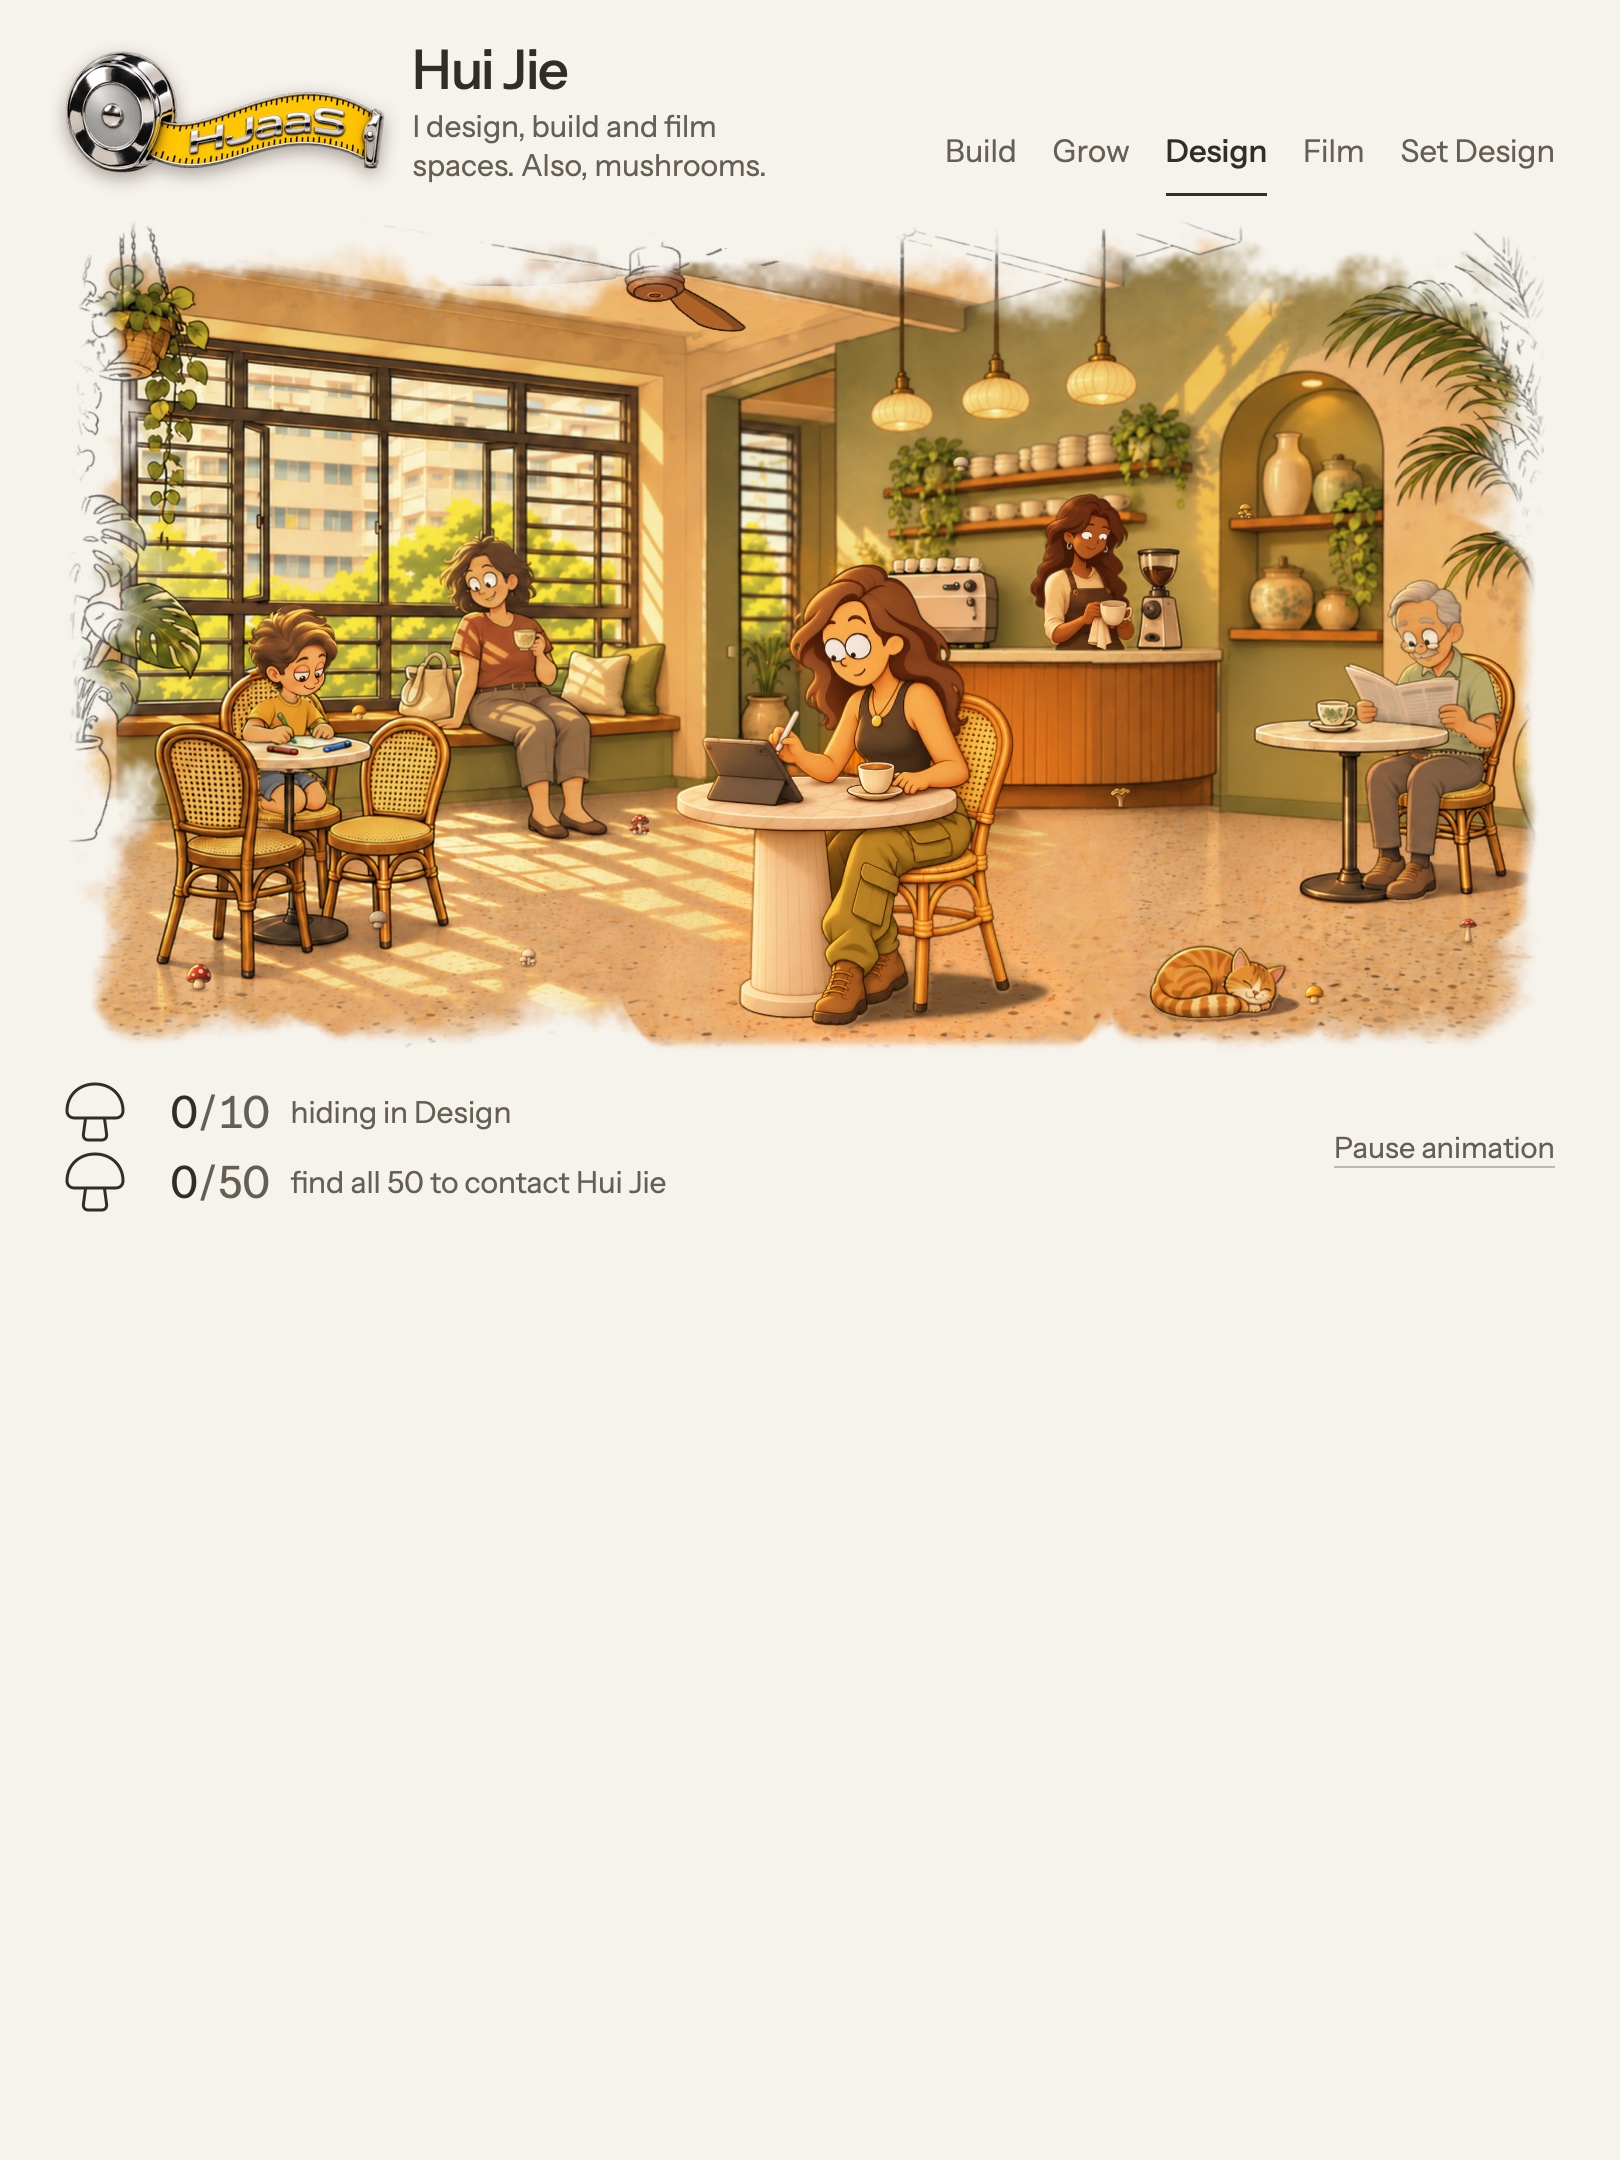 HJaaS
Hui Jie
I design, build and film
spaces. Also, mushrooms.
Build Grow Design Film Set Design
0/10 hiding in Design
0/50 find all 50 to contact Hui Jie
Pause animation